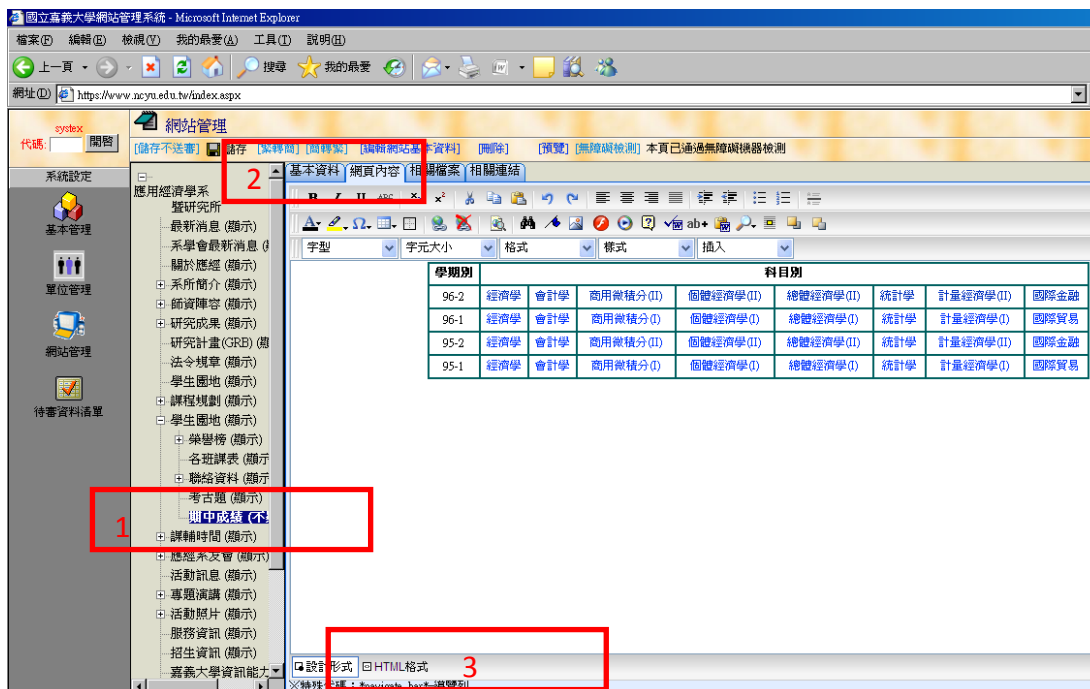 國立嘉義大學網站管理系統 - Microsoft Internet Explorer
檔案(F) 編輯(E) 檢視(V) 我的最愛(A) 工具(T) 說明(H)
上一頁 搜尋 我的最愛
網址(D) https://www.ncyu.edu.tw/index.aspx
systex
代碼: 開啓
系統設定
基本管理
單位管理
網站管理
待審資料清單
網站管理
[儲存不送審] 儲存 [繁轉簡] [簡轉繁] [編輯網站基本資料] [刪除] [預覽] [無障礙檢測] 本頁已通過無障礙機器檢測
2
應用經濟學系
暨研究所
最新消息 (顯示)
系學會最新消息
關於應經 (顯示)
系所簡介 (顯示)
師資陣容 (顯示)
研究成果 (顯示)
研究計畫(GRB)
法令規章 (顯示)
學生園地 (顯示)
課程規劃 (顯示)
學生園地 (顯示)
榮譽榜 (顯示)
各班課表 (顯示
聯絡資料 (顯示
考古題 (顯示)
期中成績 (不
1
課輔時間 (顯示)
應經系友會 (顯示)
活動訊息 (顯示)
專題演講 (顯示)
活動照片 (顯示)
服務資訊 (顯示)
招生資訊 (顯示)
嘉義大學資訊能力
基本資料 網頁內容 相關檔案 相關連結
B I U ABC x₂ x²
A Ω ab+
字型 字元大小 格式 樣式 插入
學期別 科目別
96-2 經濟學 會計學 商用微積分(II) 個體經濟學(II) 總體經濟學(II) 統計學 計量經濟學(II) 國際金融
96-1 經濟學 會計學 商用微積分(I) 個體經濟學(I) 總體經濟學(I) 統計學 計量經濟學(I) 國際貿易
95-2 經濟學 會計學 商用微積分(II) 個體經濟學(II) 總體經濟學(II) 統計學 計量經濟學(II) 國際金融
95-1 經濟學 會計學 商用微積分(I) 個體經濟學(I) 總體經濟學(I) 統計學 計量經濟學(I) 國際貿易
設計形式 HTML格式
3
※特殊代碼：*navigate_bar*=導覽列